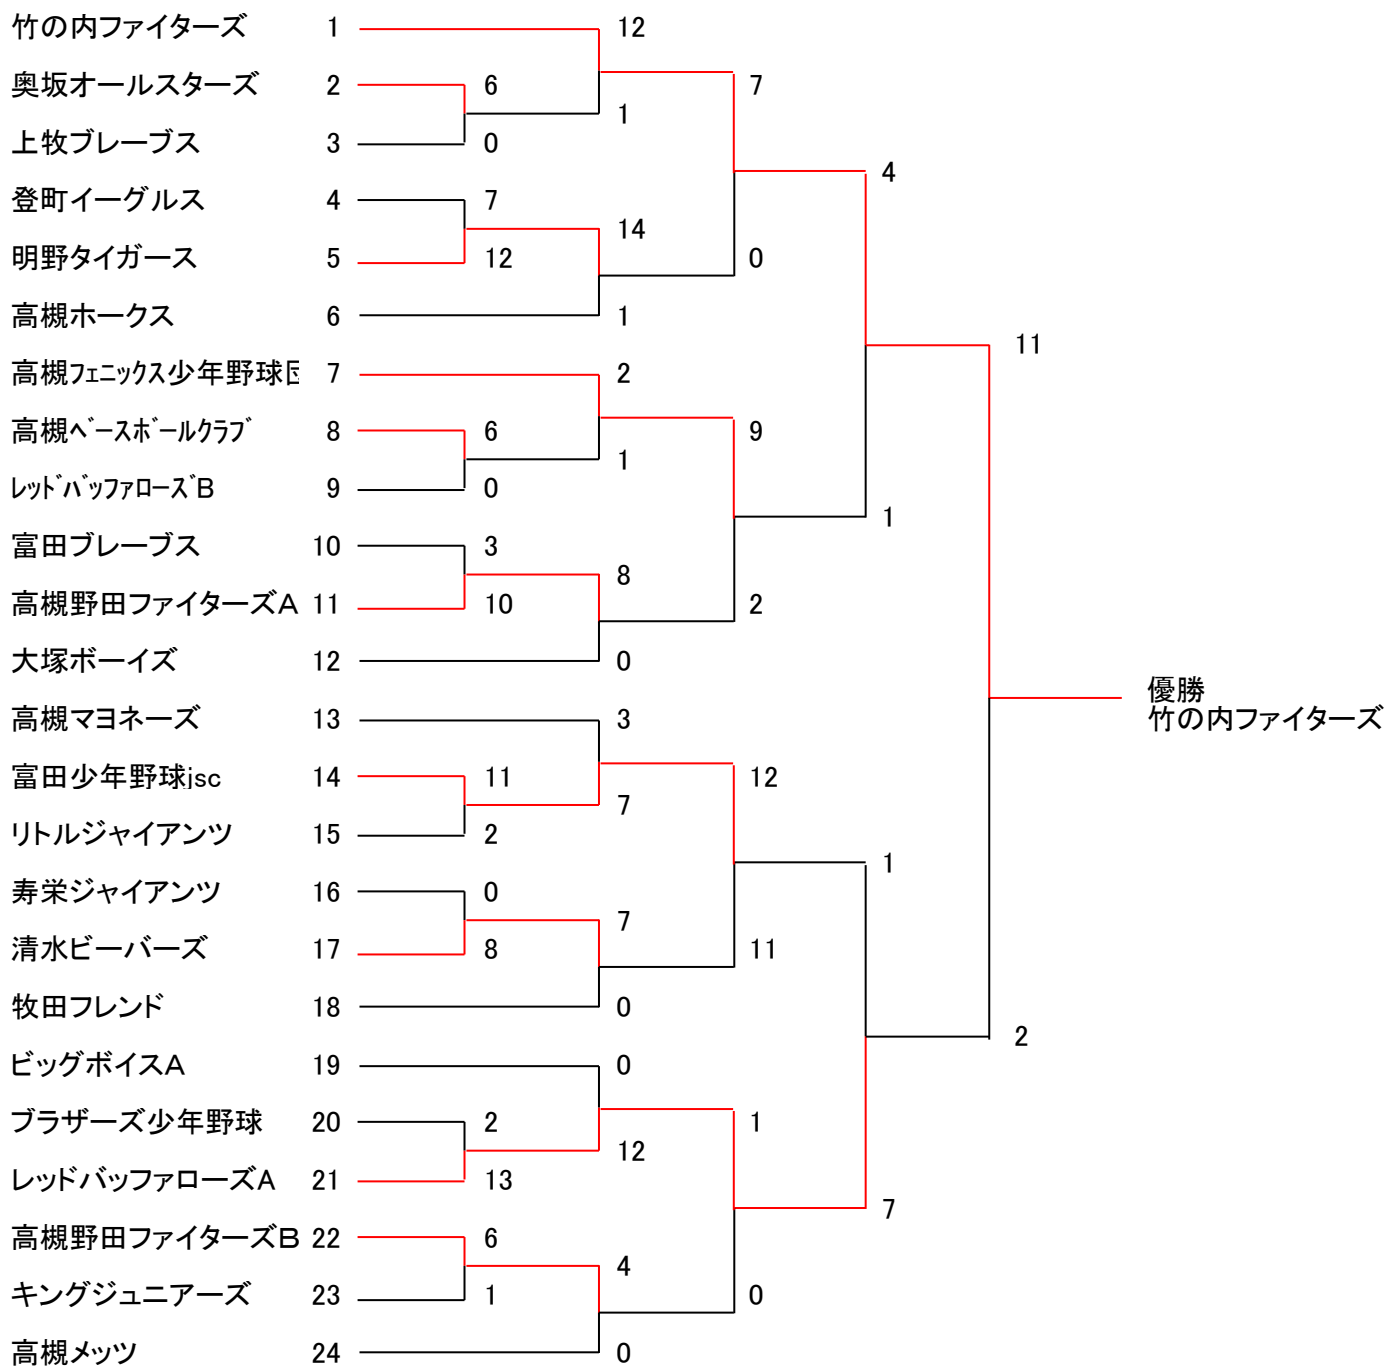 竹の内ファイターズ 1 12
奥坂オールスターズ 2 6 7
1
上牧ブレーブス 3 0
4
登町イーグルス 4 7
14
明野タイガース 5 12 0
高槻ホークス 6 1
11
高槻フェニックス少年野球団 7 2
高槻ベースボールクラブ 8 6 9
1
レッドバッファローズB 9 0
1
富田ブレーブス 10 3
8
高槻野田ファイターズA 11 10 2
大塚ボーイズ 12 0
優勝
高槻マヨネーズ 13 3
竹の内ファイターズ
富田少年野球jsc 14 11 12
7
リトルジャイアンツ 15 2
1
寿栄ジャイアンツ 16 0
7
清水ビーバーズ 17 8 11
牧田フレンド 18 0
2
ビッグボイスA 19 0
ブラザーズ少年野球 20 2 1
12
レッドバッファローズA 21 13
7
高槻野田ファイターズB 22 6
4
キングジュニアーズ 23 1 0
高槻メッツ 24 0